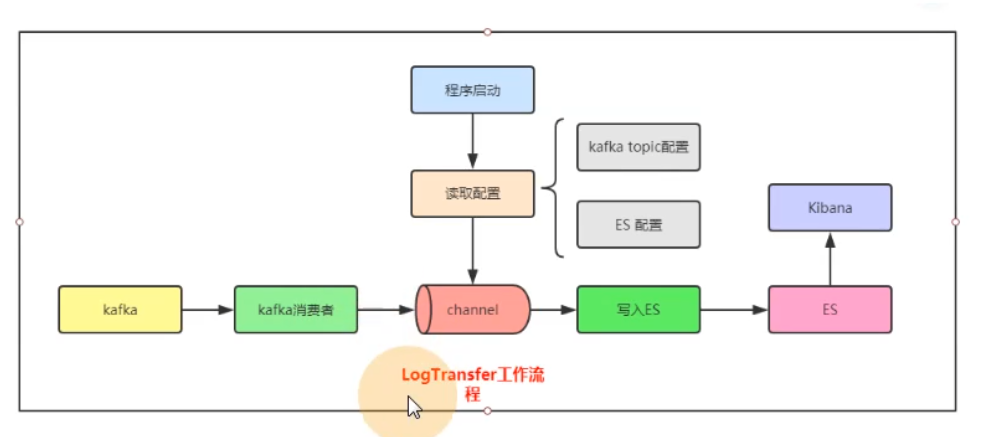 程序启动
kafka topic配置
读取配置
Kibana
ES 配置
kafka
kafka消费者
channel
写入ES
ES
LogTransfer工作流
程